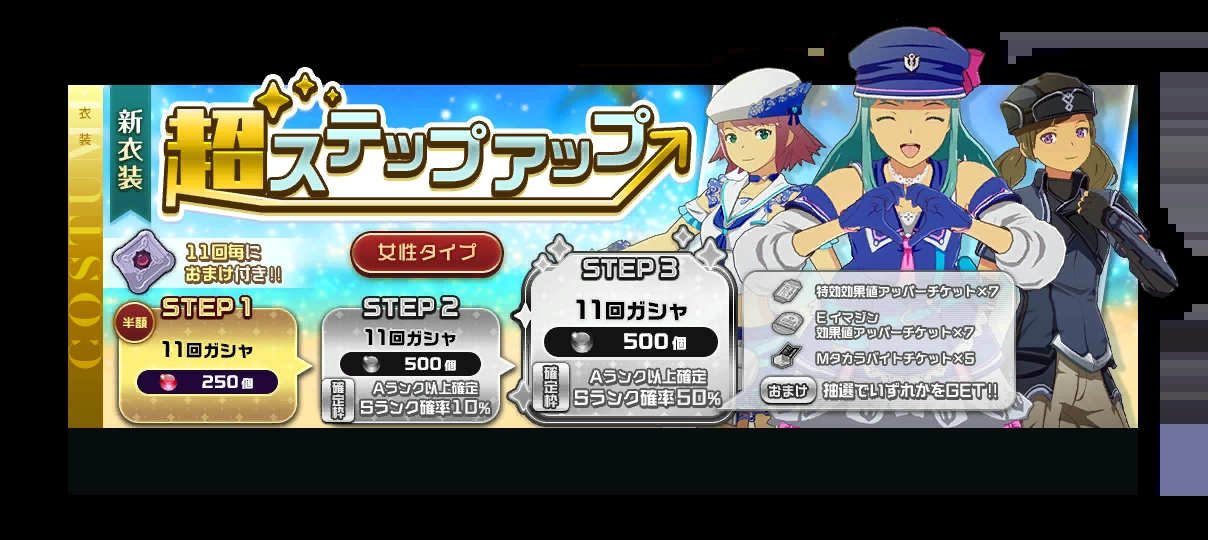 衣装
COSTUM
新衣装
超ステップアップ
11回毎に
おまけ付き!!
女性タイプ
STEP 1
半額
11回ガシャ
250個
STEP 2
11回ガシャ
500個
確定枠
Aランク以上確定
Sランク確率10%
STEP 3
11回ガシャ
500個
確定枠
Aランク以上確定
Sランク確率50%
特効効果値アッパーチケット×7
Eイマジン
効果値アッパーチケット×7
Mタカラバイトチケット×5
おまけ
抽選でいずれかをGET!!